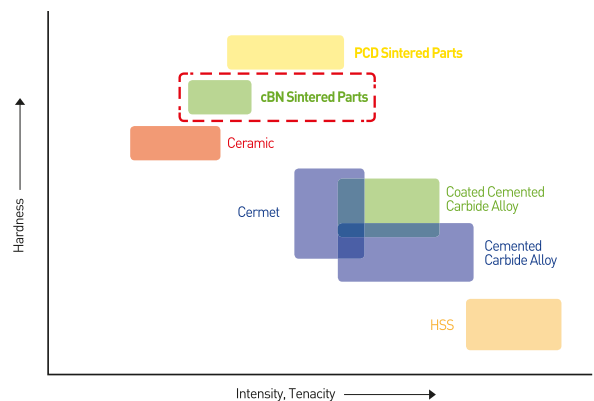 PCD Sintered Parts
cBN Sintered Parts
Ceramic
Coated Cemented
Carbide Alloy
Cermet
Cemented
Carbide Alloy
HSS
Hardness
Intensity, Tenacity